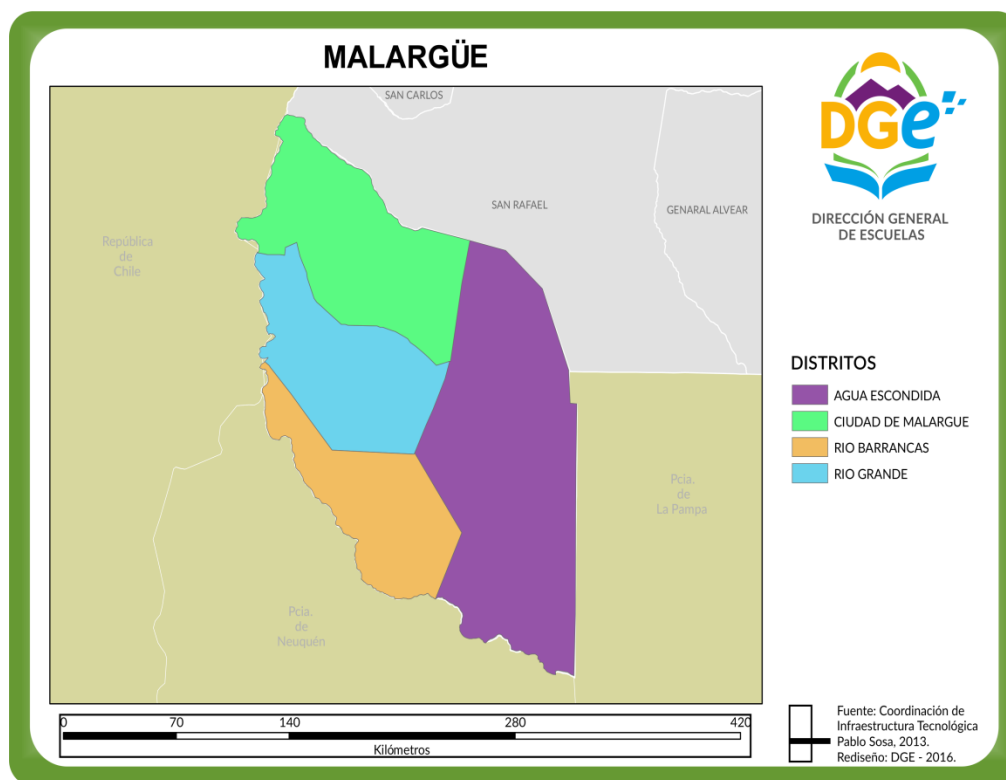 MALARGÜE
SAN CARLOS
SAN RAFAEL
GENARAL ALVEAR
República
de
Chile
Pcia.
de
La Pampa
Pcia.
de
Neuquén
DGe
DIRECCIÓN GENERAL
DE ESCUELAS
DISTRITOS
AGUA ESCONDIDA
CIUDAD DE MALARGUE
RIO BARRANCAS
RIO GRANDE
0 70 140 280 420
Kilómetros
Fuente: Coordinación de
Infraestructura Tecnológica
Pablo Sosa, 2013.
Rediseño: DGE - 2016.